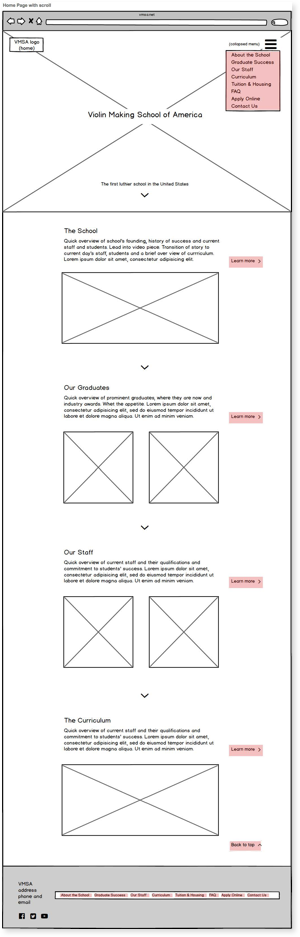 Home Page with scroll
vmsa.net
VMSA logo
(home)
(collapsed menu)
About the School
Graduate Success
Our Staff
Curriculum
Tuition & Housing
FAQ
Apply Online
Contact Us
Violin Making School of America
The first luthier school in the United States
The School
Quick overview of school's founding, history of success and current
staff and students. Lead into video piece: Transition of story to
current day's staff, students and a brief over view of curriculum.
Lorem ipsum dolor sit amet, consectetur adipisicing elit.
Learn more
Our Graduates
Quick overview of prominent graduates, where they are now and
industry awards. Whet the appetite. Lorem ipsum dolor sit amet,
consectetur adipisicing elit, sed do eiusmod tempor incididunt ut
labore et dolore magna aliqua. Ut enim ad minim veniam
Learn more
Our Staff
Quick overview of current staff and their qualifications and
commitment to students' success. Lorem ipsum dolor sit amet,
consectetur adipisicing elit, sed do eiusmod tempor incididunt ut
labore et dolore magna aliqua. Ut enim ad minim veniam
Learn more
The Curriculum
Quick overview of current staff and their qualifications and
commitment to students' success. Lorem ipsum dolor sit amet,
consectetur adipisicing elit, sed do eiusmod tempor incididunt ut
labore et dolore magna aliqua. Ut enim ad minim veniam
Learn more
Back to top
VMSA
address
phone and
email
About the School Graduate Success Our Staff Curriculum Tuition & Housing FAQ Apply Online Contact Us